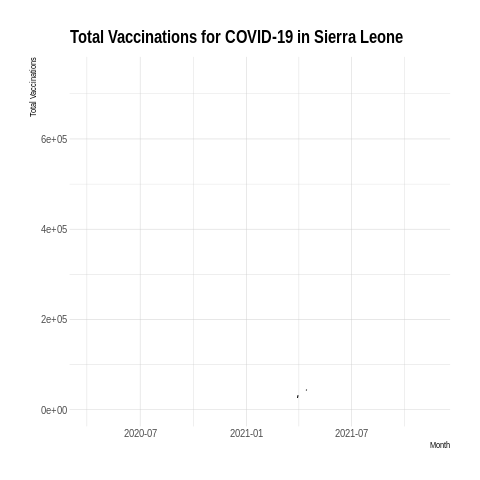 Total Vaccinations for COVID-19 in Sierra Leone
Total Vaccinations
6e+05
4e+05
2e+05
0e+00
2020-07 2021-01 2021-07
Month